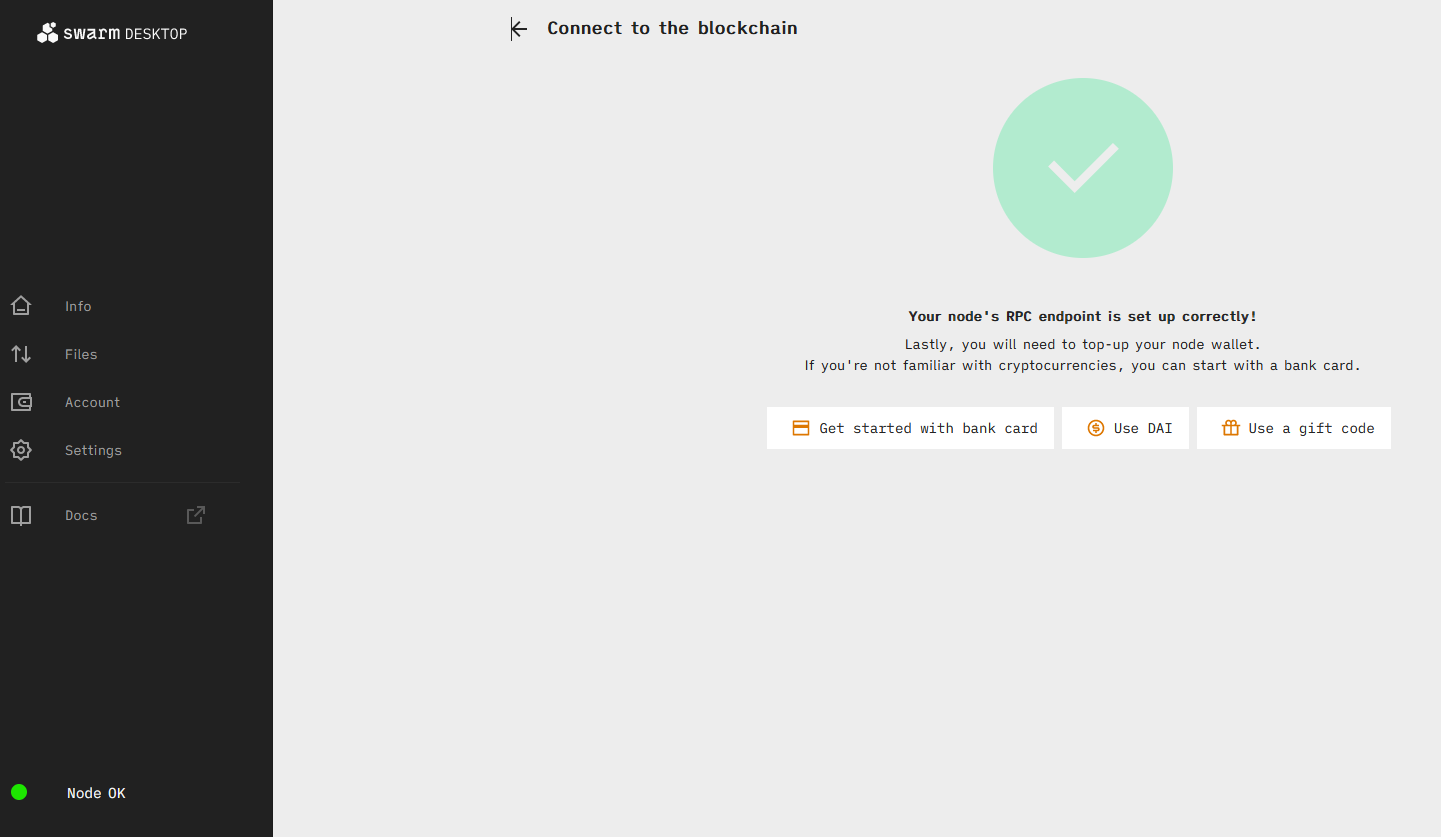 swarm DESKTOP
Connect to the blockchain
Your node's RPC endpoint is set up correctly!
Lastly, you will need to top-up your node wallet.
If you're not familiar with cryptocurrencies, you can start with a bank card.
Get started with bank card
Use DAI
Use a gift code
Info
Files
Account
Settings
Docs
Node OK